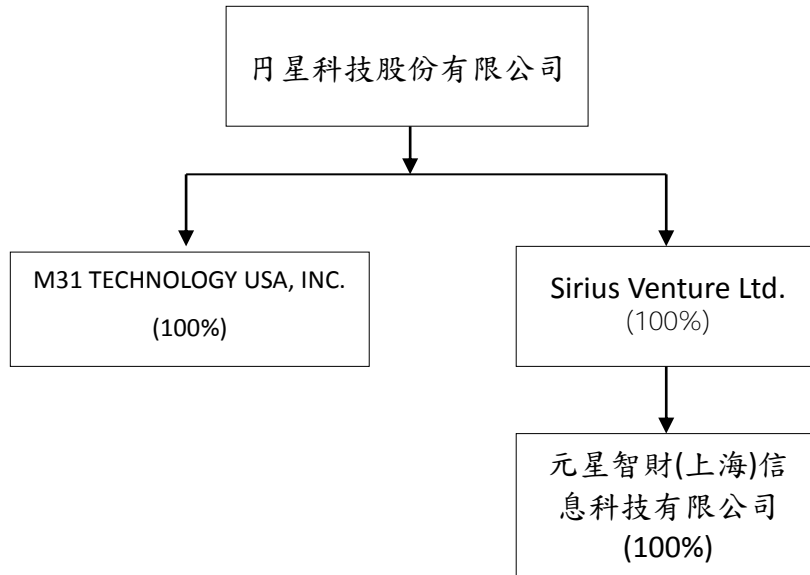 円星科技股份有限公司
M31 TECHNOLOGY USA, INC.
(100%)
Sirius Venture Ltd.
(100%)
元星智財(上海)信
息科技有限公司
(100%)